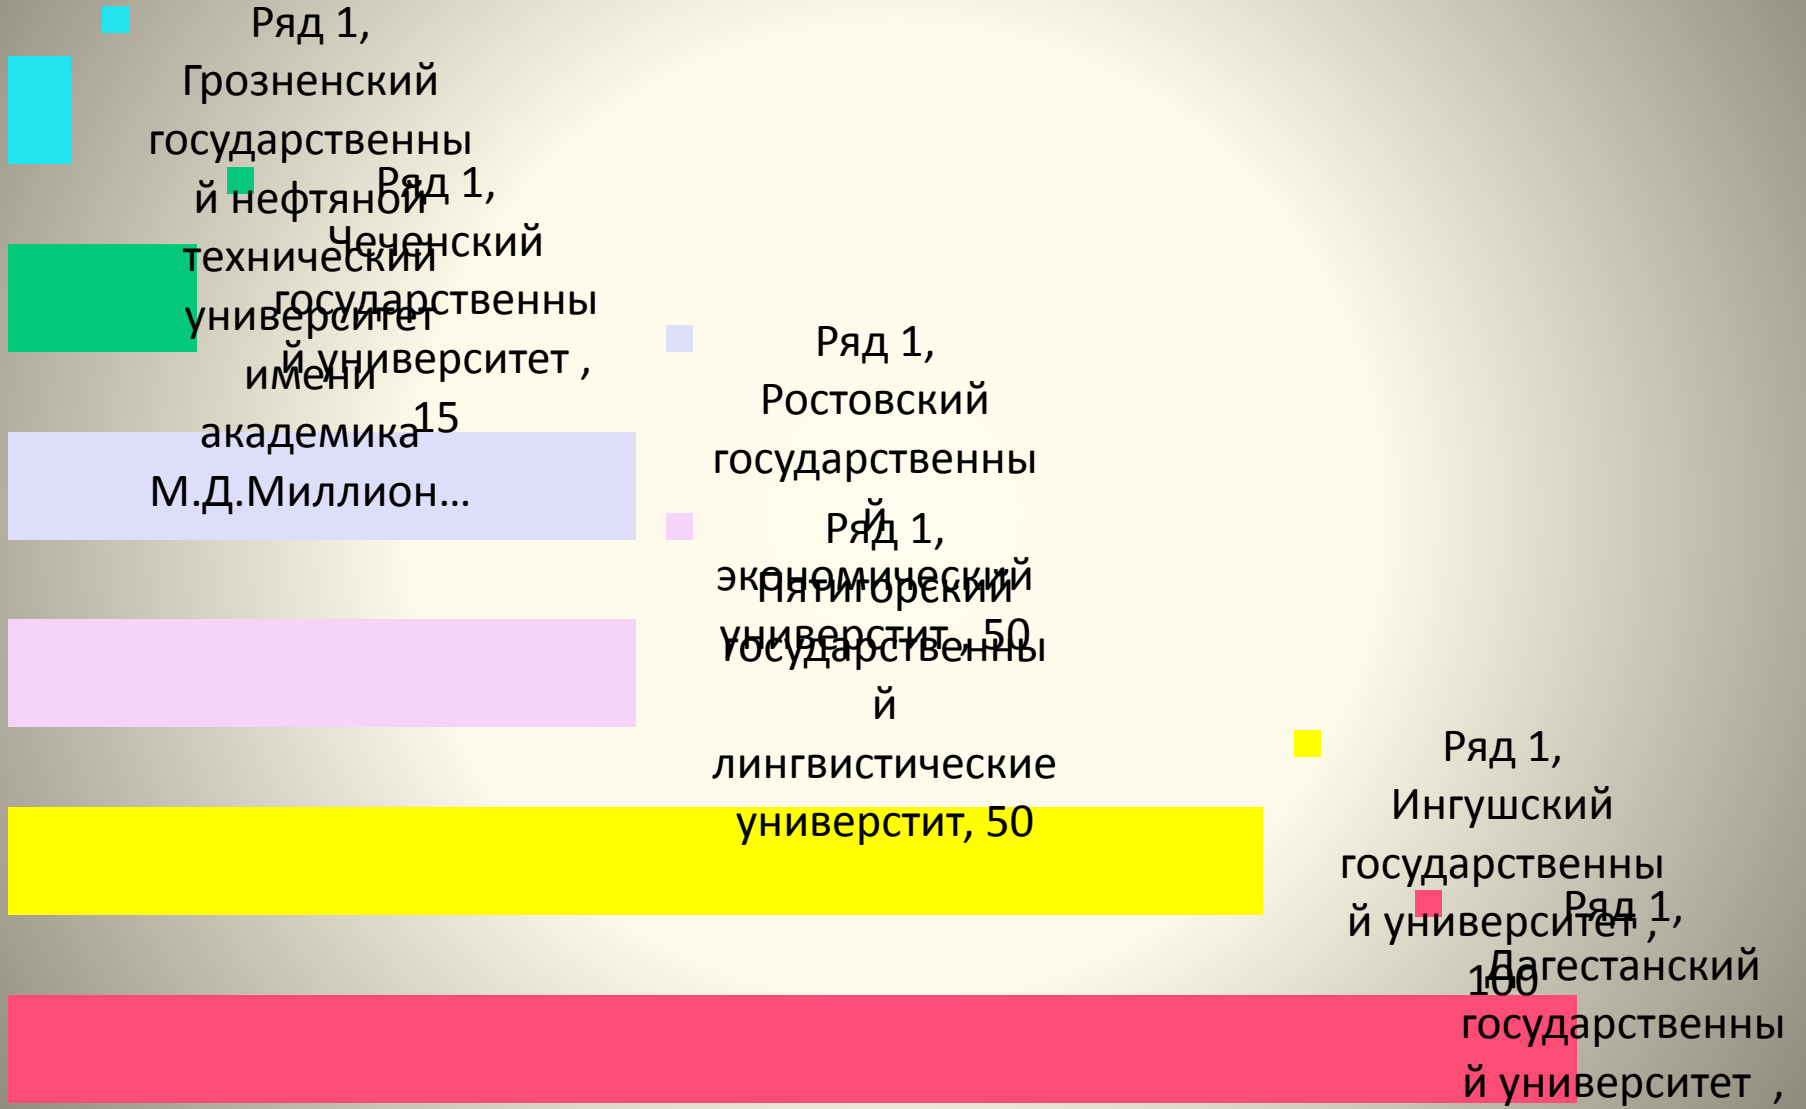 Ряд 1,
Грозненский
государственны
й нефтяной
технический
университет
имени
академика
М.Д.Миллион...
Ряд 1,
Чеченский
государственны
й университет ,
15
Ряд 1,
Ростовский
государственны
й
экономический
универстит , 50
Ряд 1,
Пятигорский
государственны
й
лингвистические
универстит, 50
Ряд 1,
Ингушский
государственны
й университет ,
100
Ряд 1,
Дагестанский
государственны
й университет ,